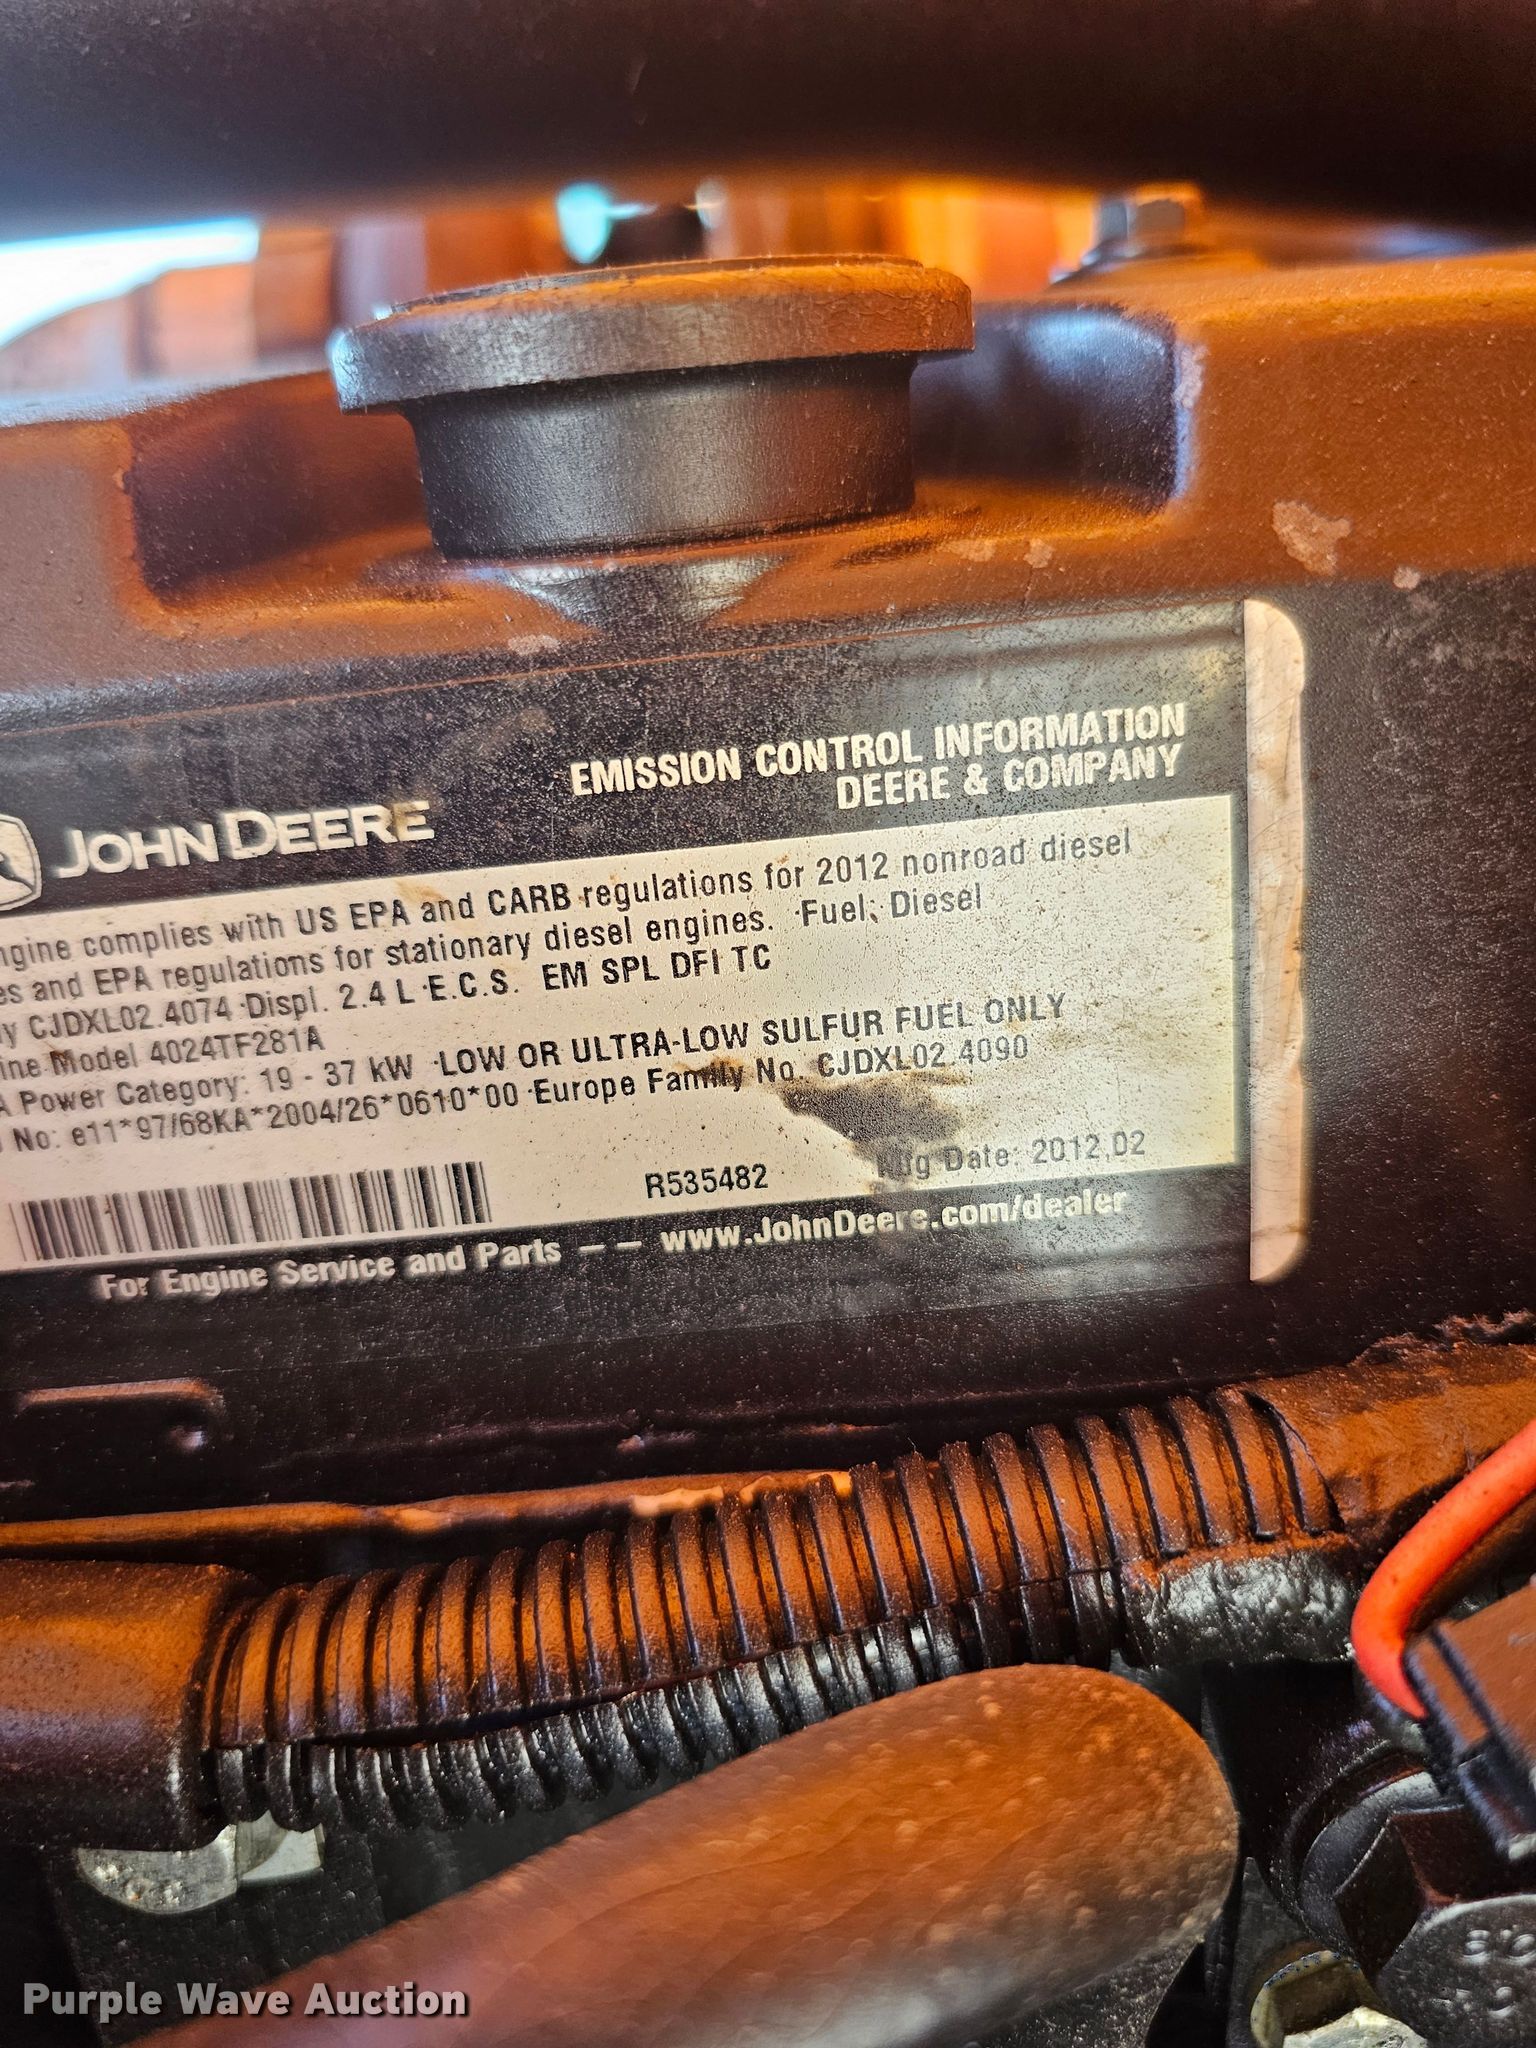 JOHN DEERE
EMISSION CONTROL INFORMATION
DEERE & COMPANY
ngine complies with US EPA and CARB regulations for 2012 nonroad diesel
es and EPA regulations for stationary diesel engines. Fuel: Diesel
y CJDXL02.4074 Displ. 2.4 L E.C.S. EM SPL DFI TC
ine Model 4024TF281A
A Power Category: 19 - 37 kW LOW OR ULTRA-LOW SULFUR FUEL ONLY
No: e11*97/68KA*2004/26*0610*00 Europe Family No. CJDXL02.4090
R535482
Mfg Date: 2012,02
For Engine Service and Parts – – www.JohnDeere.com/dealer
Purple Wave Auction